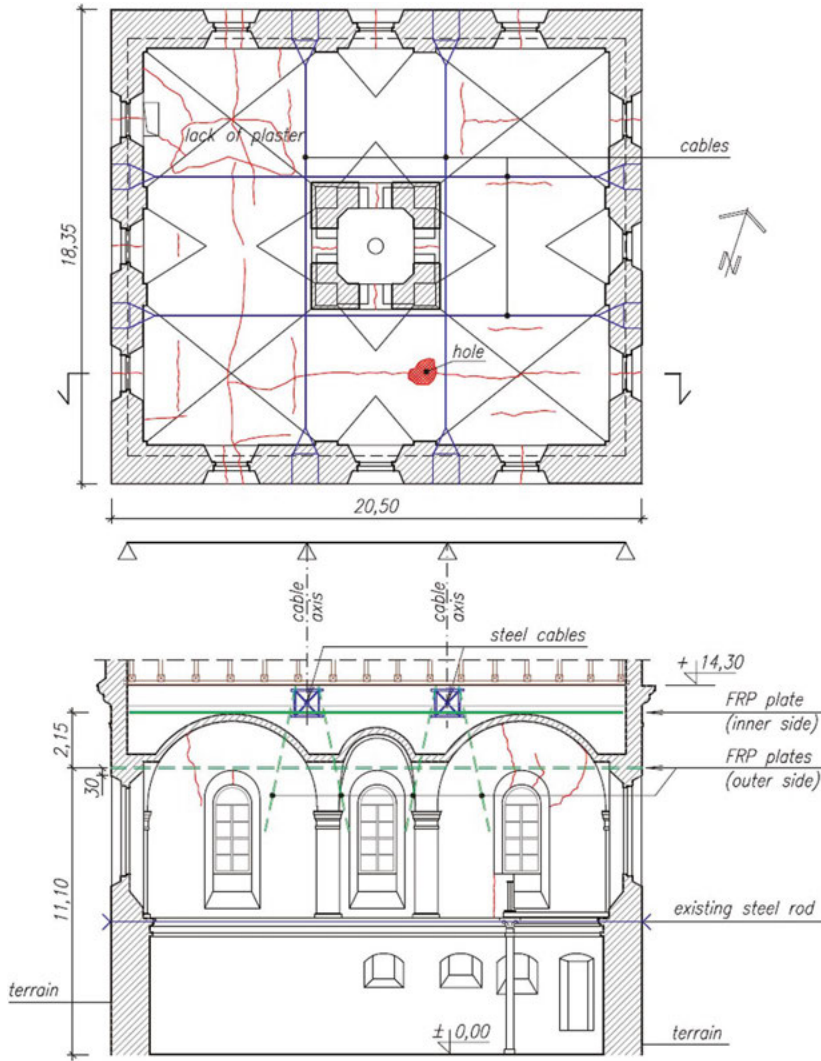 lack of plaster
cables
18,35
N
hole
20,50
cable
axis
cable
axis
steel cables
+ 14,30
FRP plate
(inner side)
2,15
FRP plates
(outer side)
30
11,10
existing steel rod
terrain
± 0,00
terrain